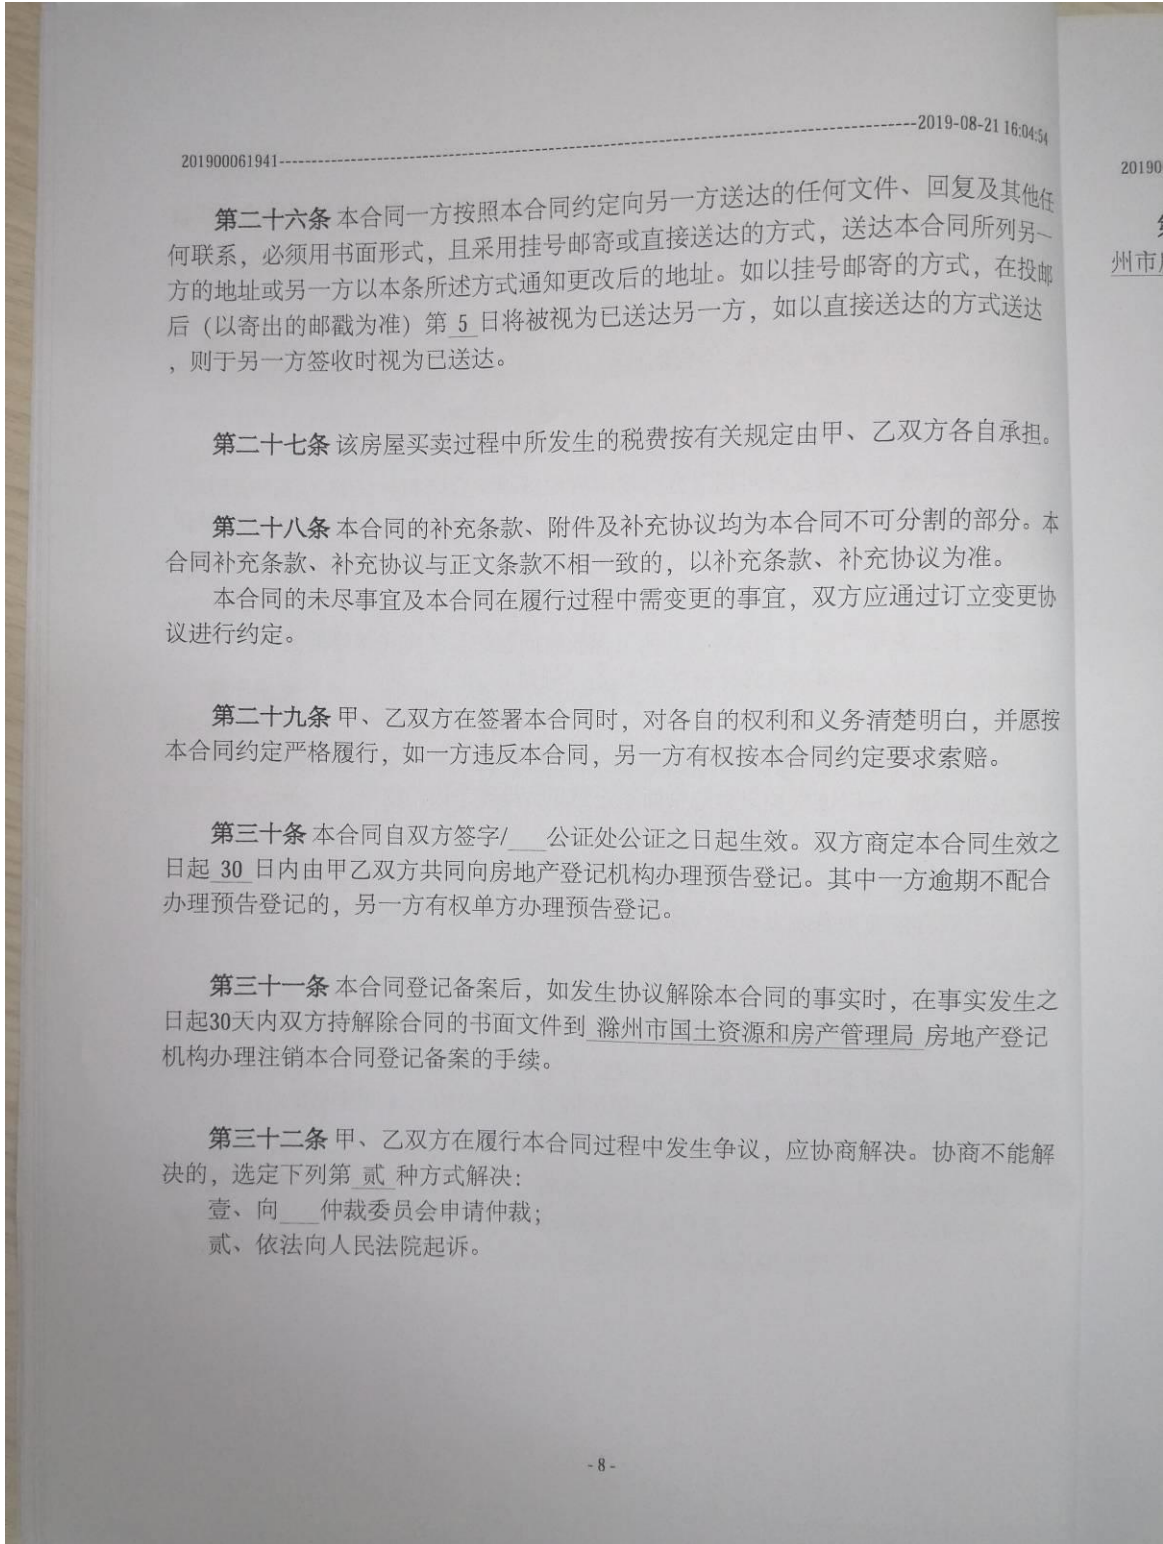 201900061941------------------------------------------------------------2019-08-21 16:04:54
第二十六条 本合同一方按照本合同约定向另一方送达的任何文件、回复及其他任
何联系，必须用书面形式，且采用挂号邮寄或直接送达的方式，送达本合同所列另一
方的地址或另一方以本条所述方式通知更改后的地址。如以挂号邮寄的方式，在投邮
后（以寄出的邮戳为准）第 5 日将被视为已送达另一方，如以直接送达的方式送达
，则于另一方签收时视为已送达。
第二十七条 该房屋买卖过程中所发生的税费按有关规定由甲、乙双方各自承担。
第二十八条 本合同的补充条款、附件及补充协议均为本合同不可分割的部分。本
合同补充条款、补充协议与正文条款不相一致的，以补充条款、补充协议为准。
本合同的未尽事宜及本合同在履行过程中需变更的事宜，双方应通过订立变更协
议进行约定。
第二十九条 甲、乙双方在签署本合同时，对各自的权利和义务清楚明白，并愿按
本合同约定严格履行，如一方违反本合同，另一方有权按本合同约定要求索赔。
第三十条 本合同自双方签字/___公证处公证之日起生效。双方商定本合同生效之
日起 30 日内由甲乙双方共同向房地产登记机构办理预告登记。其中一方逾期不配合
办理预告登记的，另一方有权单方办理预告登记。
第三十一条 本合同登记备案后，如发生协议解除本合同的事实时，在事实发生之
日起30天内双方持解除合同的书面文件到 滁州市国土资源和房产管理局 房地产登记
机构办理注销本合同登记备案的手续。
第三十二条 甲、乙双方在履行本合同过程中发生争议，应协商解决。协商不能解
决的，选定下列第 贰 种方式解决：
壹、向___仲裁委员会申请仲裁；
贰、依法向人民法院起诉。
- 8 -
20190
州市